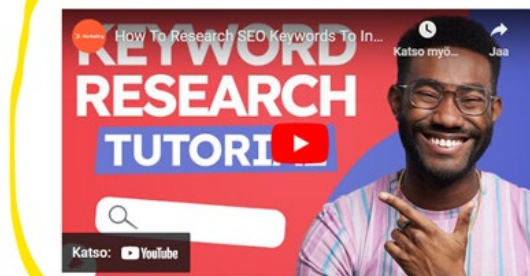 How To Research SEO Keywords To In...
Katso myö...
Jaa
KEYWORD
RESEARCH
TUTORIAL
Katso: YouTube